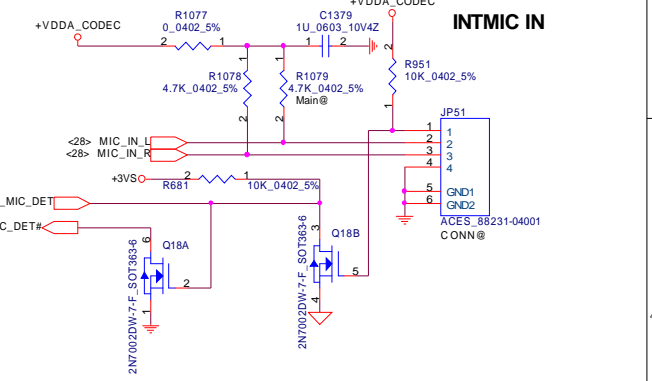 +VDDA_CODEC
INTMIC IN
R1077
0_0402_5%
C1379
1U_0603_10V4Z
+VDDA_CODEC
2 1
1 2
2
R951
10K_0402_5%
1
1
R1078
4.7K_0402_5%
2
1
R1079
4.7K_0402_5%
Main@
2
JP51
1 1
2 2
3 3
4 4
5 GND1
6 GND2
ACES_88231-04001
CONN@
<28> MIC_IN_L
<28> MIC_IN_R
+3VS
2 1
R681
10K_0402_5%
_MIC_DET
C_DET#
6
Q18A
2
1
2N7002DW-7-F_SOT363-6
3
Q18B
5
4
2N7002DW-7-F_SOT363-6